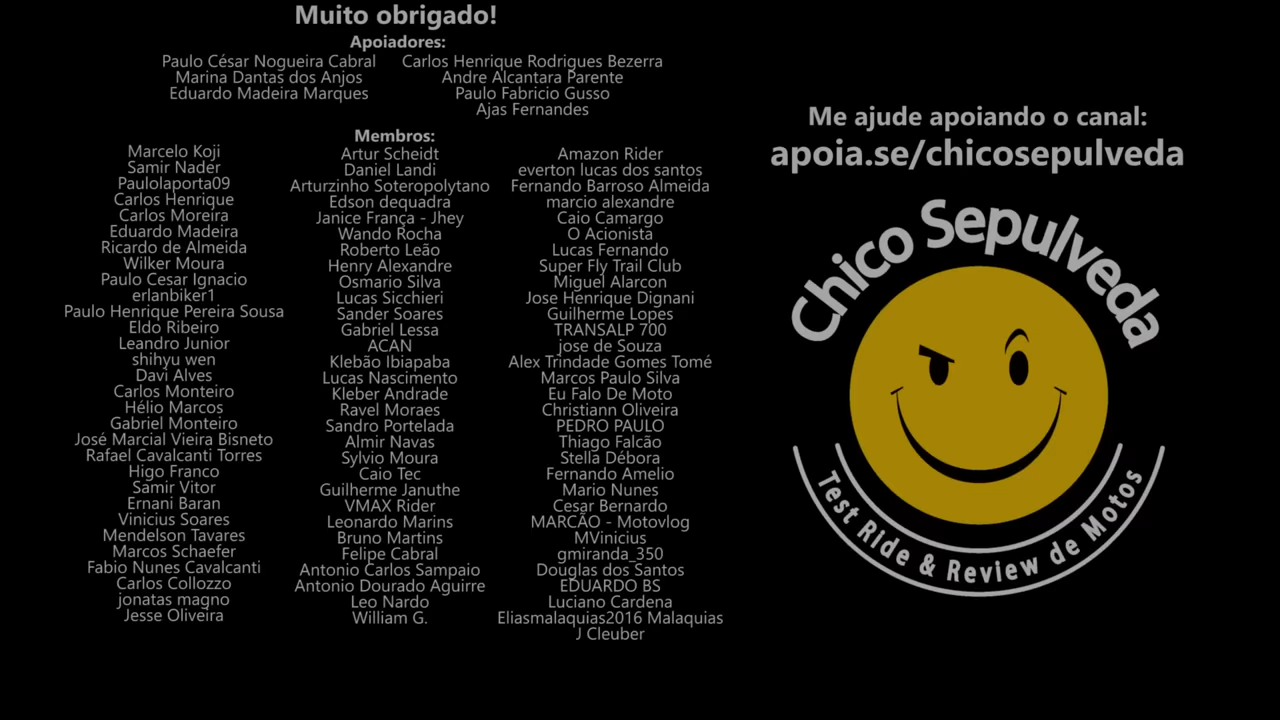 Muito obrigado!
Apoiadores:
Paulo César Nogueira Cabral
Marina Dantas dos Anjos
Eduardo Madeira Marques
Carlos Henrique Rodrigues Bezerra
Andre Alcantara Parente
Paulo Fabricio Gusso
Ajas Fernandes
Membros:
Marcelo Koji
Samir Nader
Paulolaporta09
Carlos Henrique
Carlos Moreira
Eduardo Madeira
Ricardo de Almeida
Wilker Moura
Paulo Cesar Ignacio
erlanbiker1
Paulo Henrique Pereira Sousa
Eldo Ribeiro
Leandro Junior
shihyu wen
Davi Alves
Carlos Monteiro
Hélio Marcos
Gabriel Monteiro
José Marcial Vieira Bisneto
Rafael Cavalcanti Torres
Higo Franco
Samir Vitor
Ernani Baran
Vinicius Soares
Mendelson Tavares
Marcos Schaefer
Fabio Nunes Cavalcanti
Carlos Collozzo
jonatas magno
Jesse Oliveira
Artur Scheidt
Daniel Landi
Arturzinho Soteropolytano
Edson dequadra
Janice França - Jhey
Wando Rocha
Roberto Leão
Henry Alexandre
Osmario Silva
Lucas Sicchieri
Sander Soares
Gabriel Lessa
ACAN
Klebão Ibiapaba
Lucas Nascimento
Kleber Andrade
Ravel Moraes
Sandro Portelada
Almir Navas
Sylvio Moura
Caio Tec
Guilherme Januthe
VMAX Rider
Leonardo Marins
Bruno Martins
Felipe Cabral
Antonio Carlos Sampaio
Antonio Dourado Aguirre
Leo Nardo
William G.
Amazon Rider
everton lucas dos santos
Fernando Barroso Almeida
marcio alexandre
Caio Camargo
O Acionista
Lucas Fernando
Super Fly Trail Club
Miguel Alarcon
Jose Henrique Dignani
Guilherme Lopes
TRANSALP 700
jose de Souza
Alex Trindade Gomes Tomé
Marcos Paulo Silva
Eu Falo De Moto
Christiann Oliveira
PEDRO PAULO
Thiago Falcão
Stella Débora
Fernando Amelio
Mario Nunes
Cesar Bernardo
MARCÃO - Motovlog
MVinicius
gmiranda_350
Douglas dos Santos
EDUARDO BS
Luciano Cardena
Eliasmalaquias2016 Malaquias
J Cleuber
Me ajude apoiando o canal:
apoia.se/chicosepulveda
Chico Sepulveda
Test Ride & Review de Motos